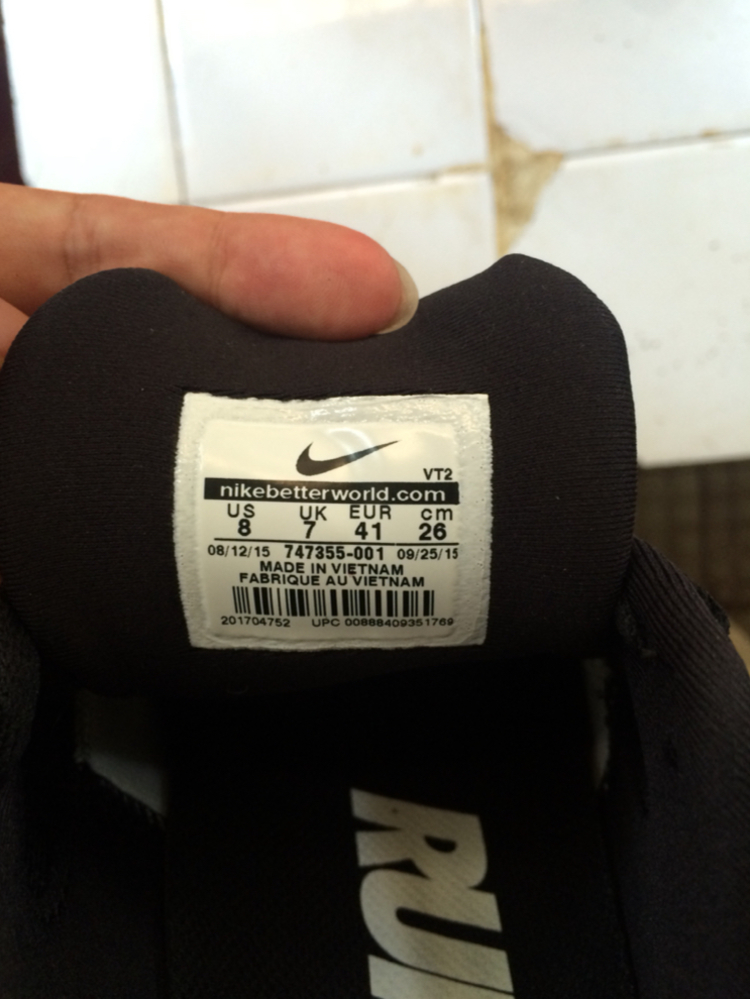 VT2
nikebetterworld.com
US UK EUR cm
8 7 41 26
08/12/15 747355-001 09/25/15
MADE IN VIETNAM
FABRIQUE AU VIETNAM
201704752 UPC 00888409351769
RUN